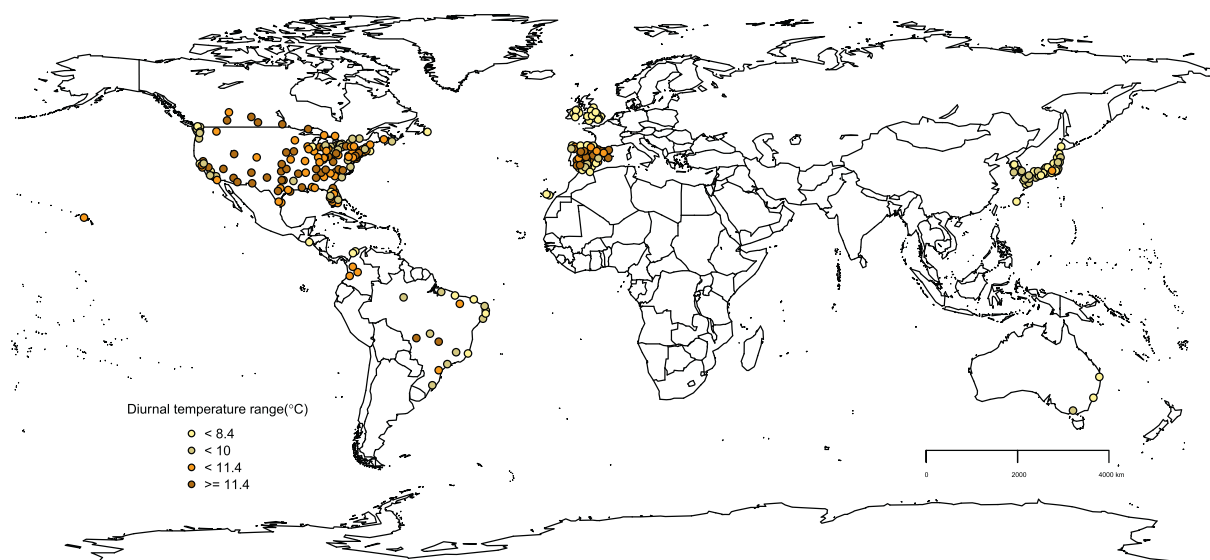 Diurnal temperature range(°C)
< 8.4
< 10
< 11.4
>= 11.4
0 2000 4000 km